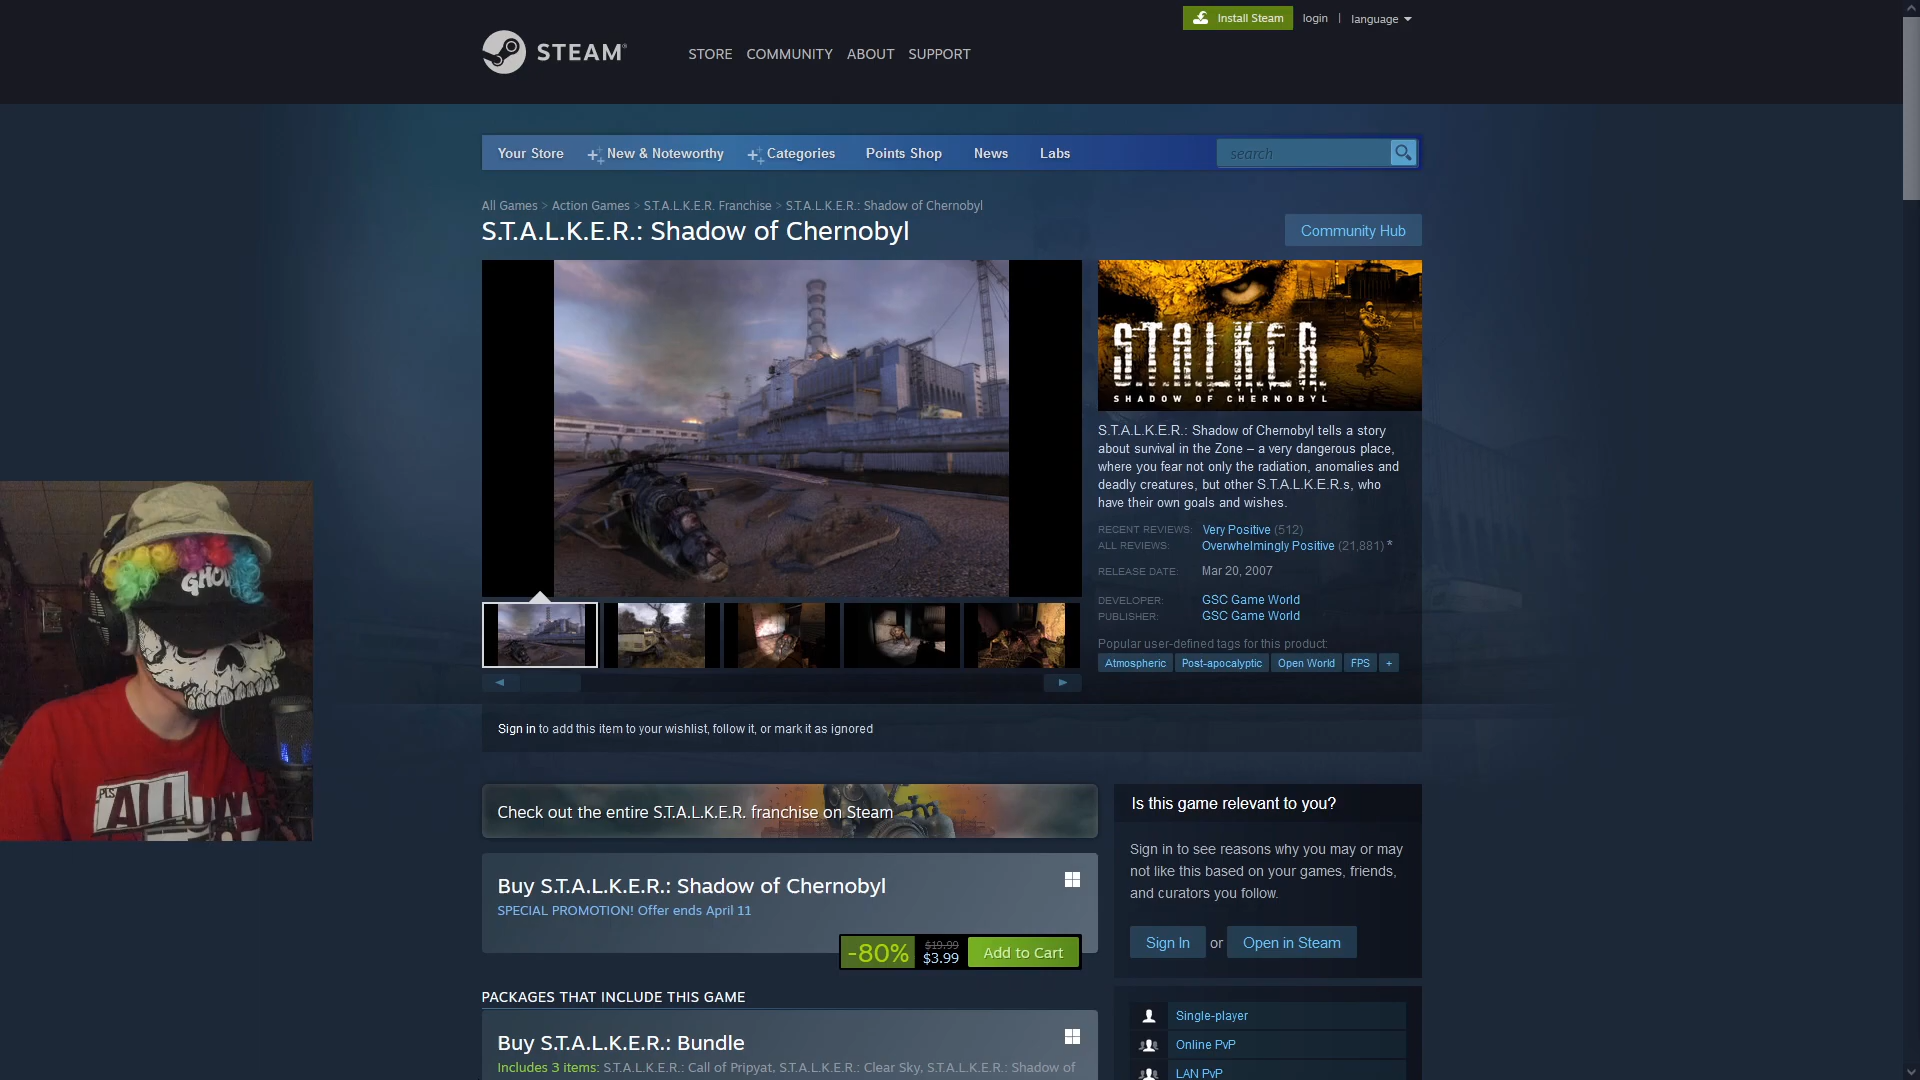 Install Steam
login
|
language
STEAM®
STORE
COMMUNITY
ABOUT
SUPPORT
Your Store
New & Noteworthy
Categories
Points Shop
News
Labs
search
All Games > Action Games > S.T.A.L.K.E.R. Franchise > S.T.A.L.K.E.R.: Shadow of Chernobyl
S.T.A.L.K.E.R.: Shadow of Chernobyl
Community Hub
S.T.A.L.K.E.R.
SHADOW OF CHERNOBYL
S.T.A.L.K.E.R.: Shadow of Chernobyl tells a story
about survival in the Zone – a very dangerous place,
where you fear not only the radiation, anomalies and
deadly creatures, but other S.T.A.L.K.E.R.s, who
have their own goals and wishes.
RECENT REVIEWS: Very Positive (512)
ALL REVIEWS: Overwhelmingly Positive (21,881) *
RELEASE DATE: Mar 20, 2007
DEVELOPER: GSC Game World
PUBLISHER: GSC Game World
Popular user-defined tags for this product:
Atmospheric
Post-apocalyptic
Open World
FPS
+
Sign in to add this item to your wishlist, follow it, or mark it as ignored
Check out the entire S.T.A.L.K.E.R. franchise on Steam
Buy S.T.A.L.K.E.R.: Shadow of Chernobyl
SPECIAL PROMOTION! Offer ends April 11
-80%
$19.99
$3.99
Add to Cart
PACKAGES THAT INCLUDE THIS GAME
Buy S.T.A.L.K.E.R.: Bundle
Includes 3 items: S.T.A.L.K.E.R.: Call of Pripyat, S.T.A.L.K.E.R.: Clear Sky, S.T.A.L.K.E.R.: Shadow of
Is this game relevant to you?
Sign in to see reasons why you may or may
not like this based on your games, friends,
and curators you follow.
Sign In
or
Open in Steam
Single-player
Online PvP
LAN PvP